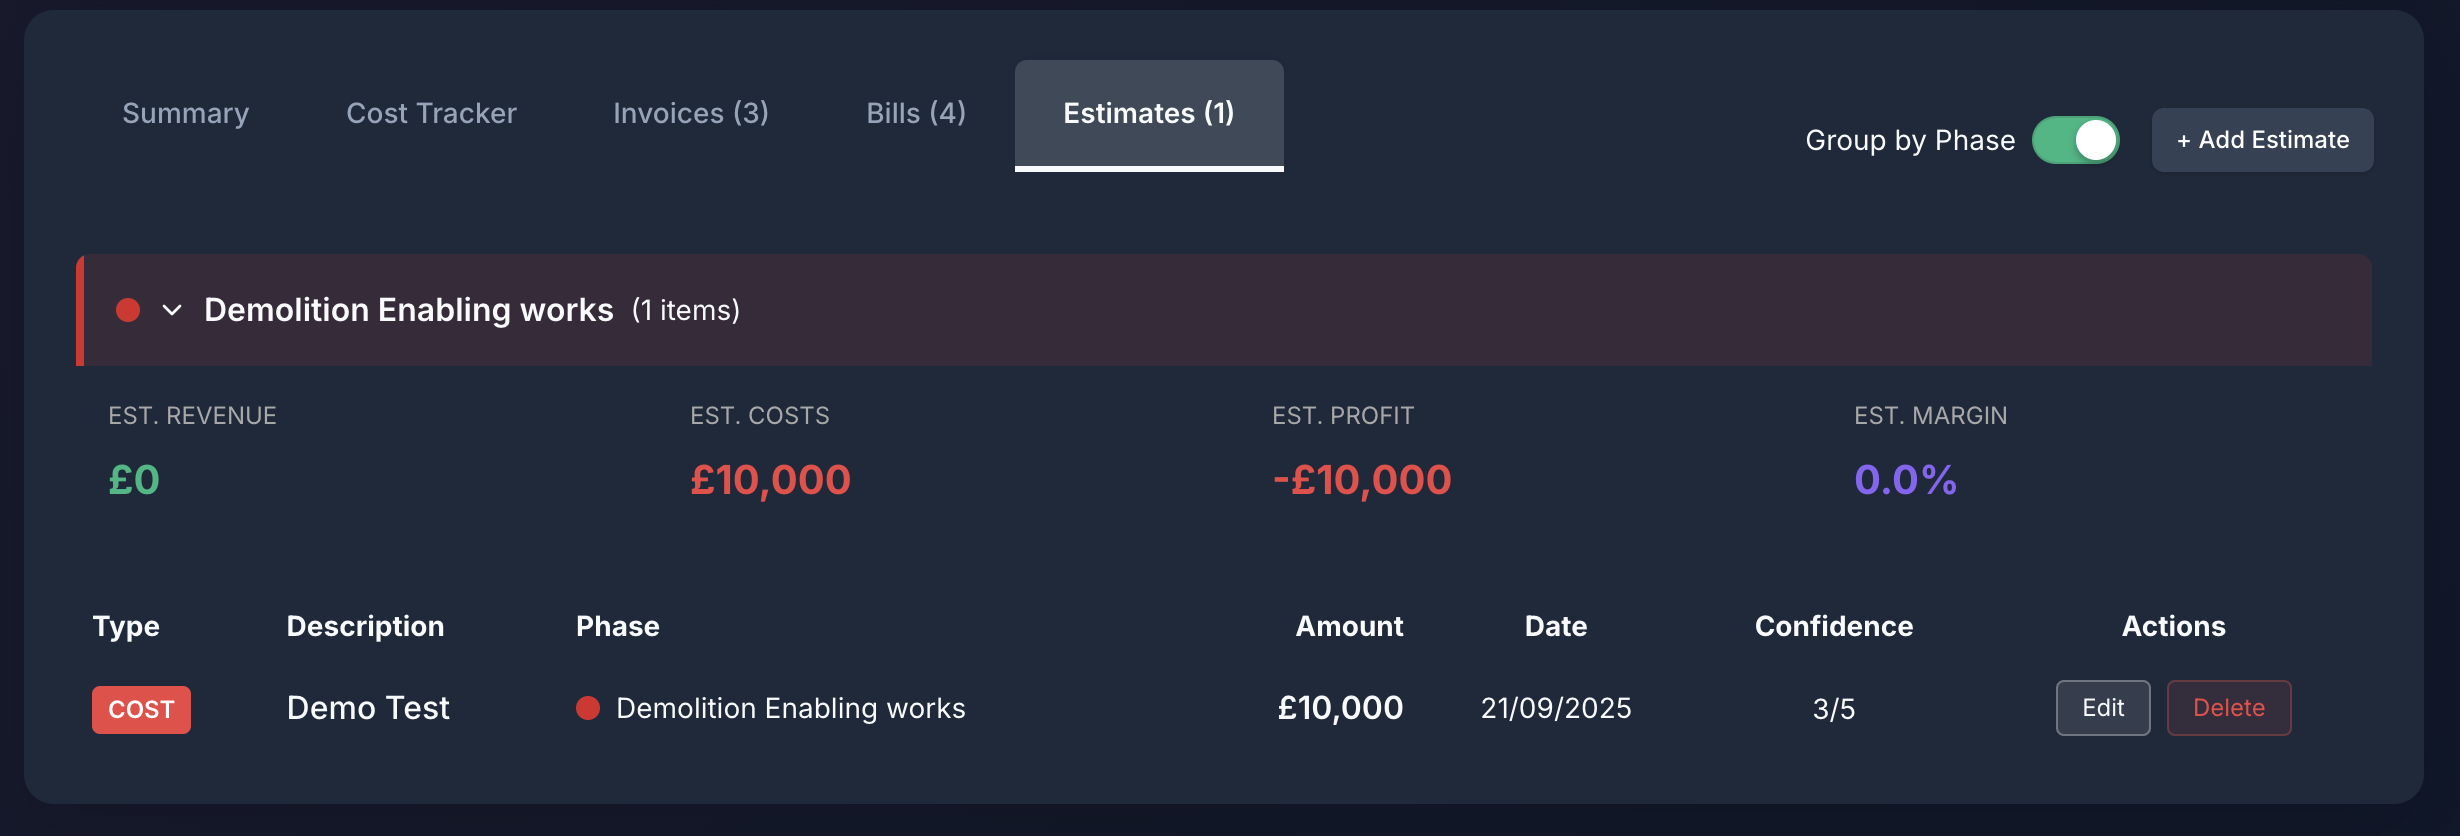 Summary
Cost Tracker
Invoices (3)
Bills (4)
Estimates (1)
Group by Phase
+ Add Estimate
Demolition Enabling works (1 items)
EST. REVENUE
EST. COSTS
EST. PROFIT
EST. MARGIN
£0
£10,000
-£10,000
0.0%
Type
Description
Phase
Amount
Date
Confidence
Actions
COST
Demo Test
Demolition Enabling works
£10,000
21/09/2025
3/5
Edit
Delete